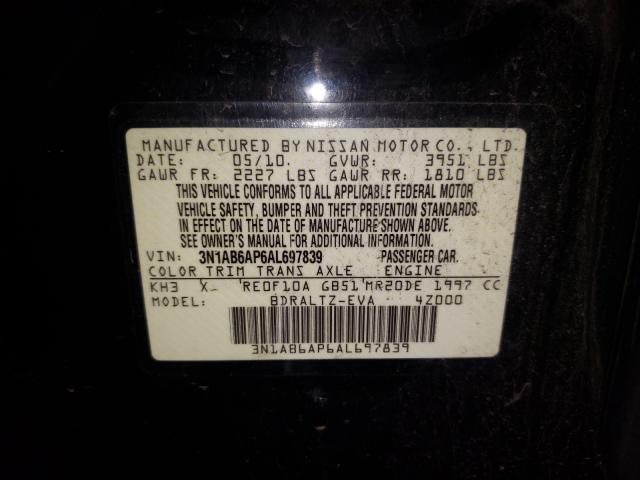 MANUFACTURED BY NISSAN MOTOR CO., LTD.
DATE: 05/10. GVWR: 3951 LBS
GAWR FR: 2227 LBS GAWR RR: 1810 LBS
THIS VEHICLE CONFORMS TO ALL APPLICABLE FEDERAL MOTOR
VEHICLE SAFETY, BUMPER AND THEFT PREVENTION STANDARDS
IN EFFECT ON THE DATE OF MANUFACTURE SHOWN ABOVE.
SEE OWNER'S MANUAL FOR ADDITIONAL INFORMATION
VIN: 3N1AB6AP6AL697839 PASSENGER CAR.
COLOR TRIM TRANS AXLE ENGINE
KH3 X 'RE0F10A GB51'MR20DE 1997 CC
MODEL: BDRALTZ-EVA 4Z000
3N1AB6AP6AL697839